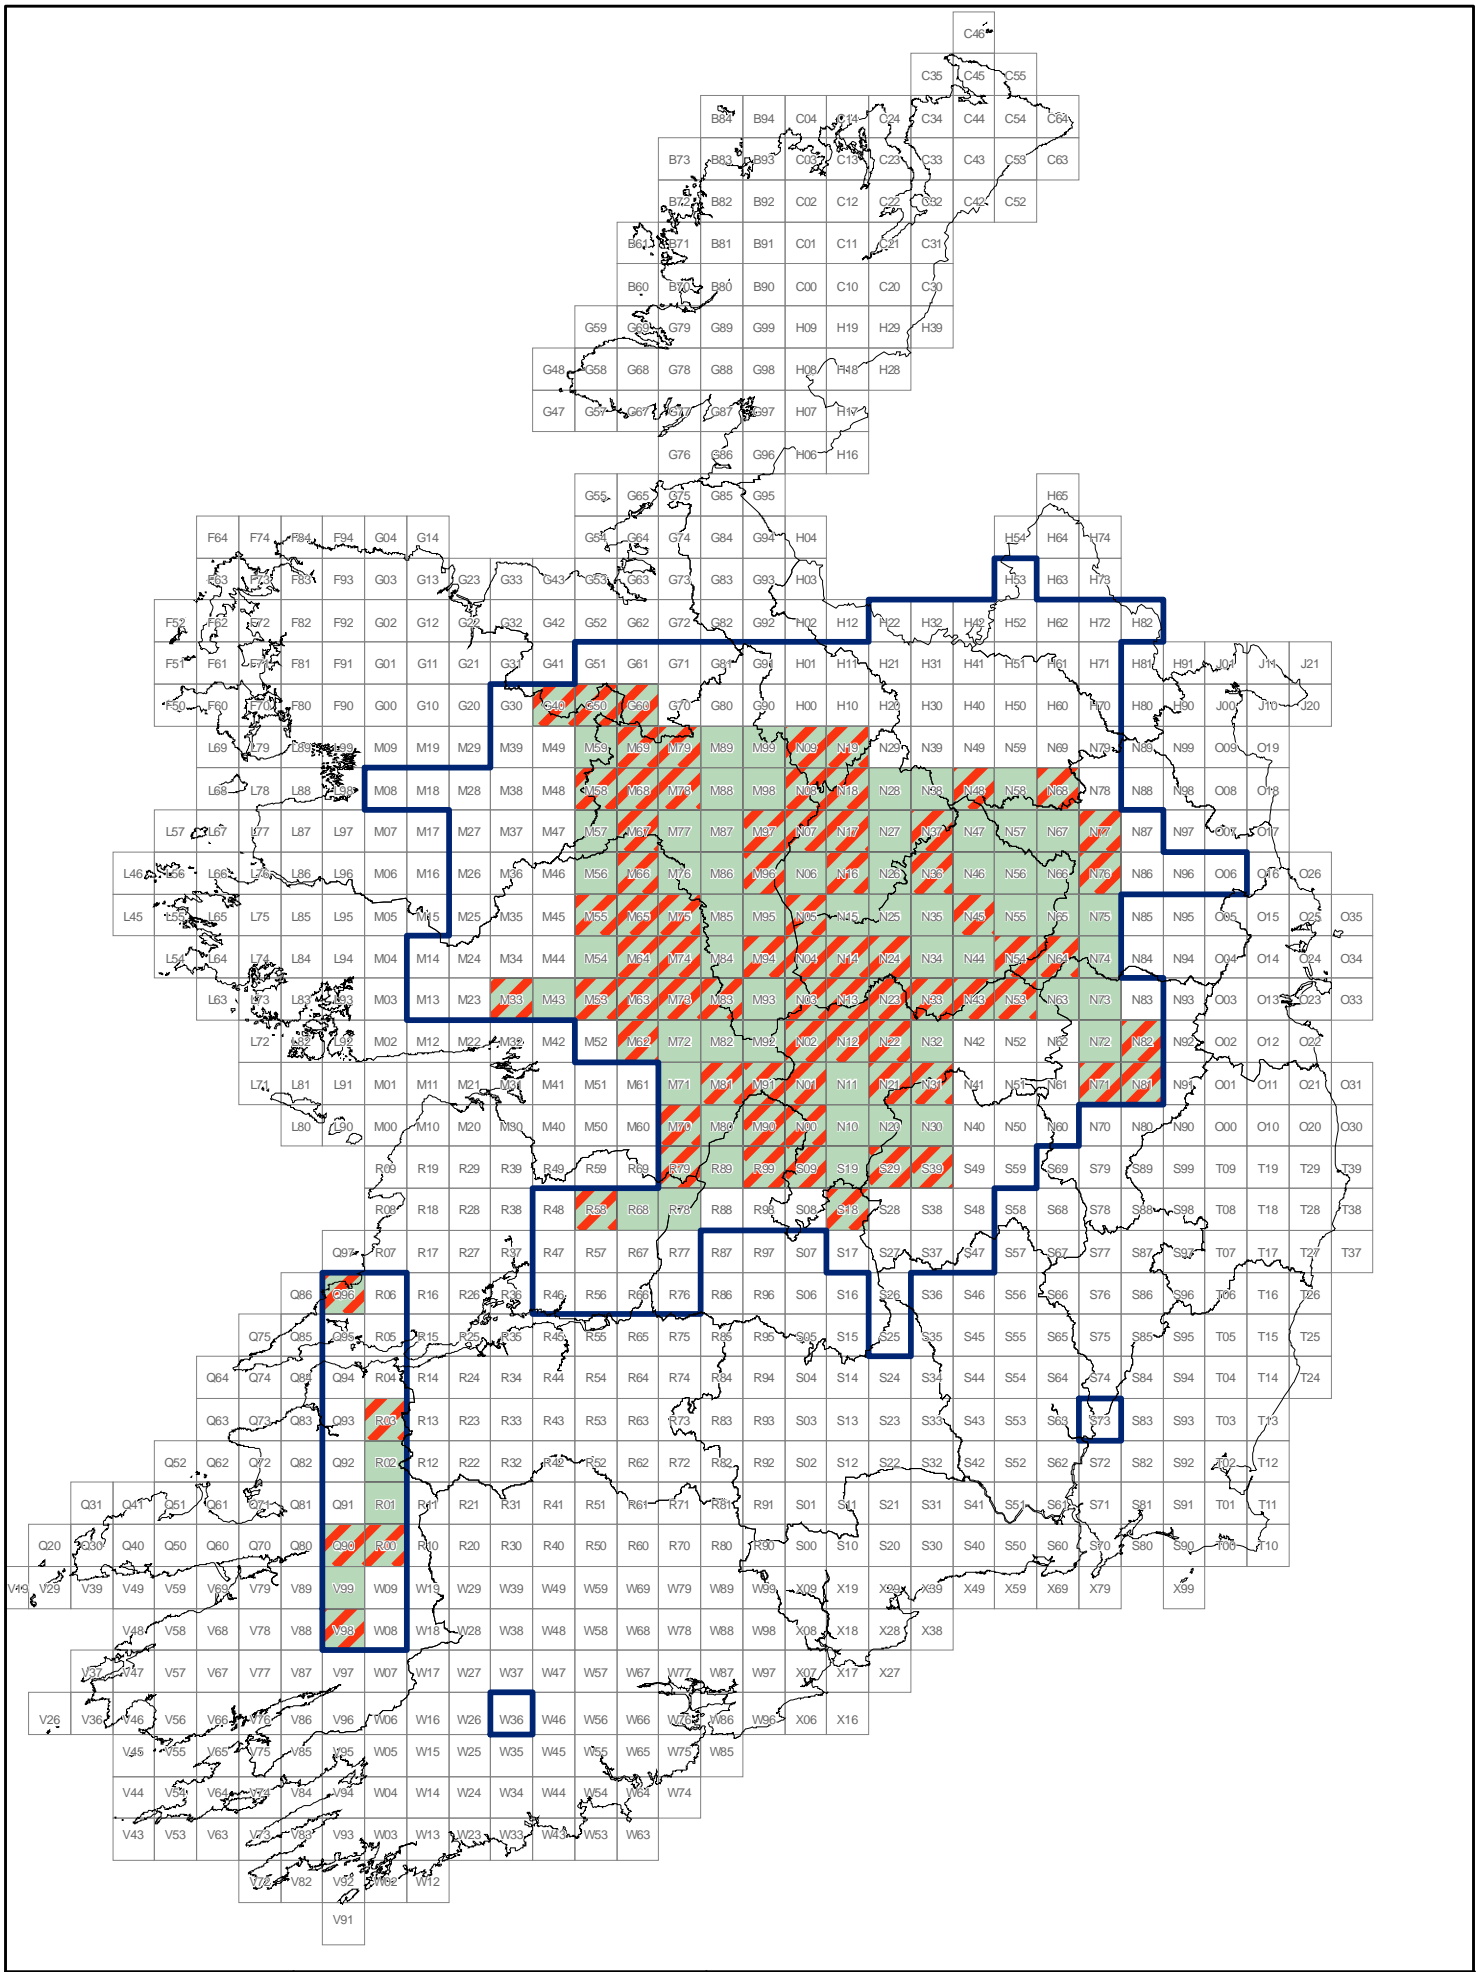 C46
C35 C45 C55
B84 B94 C04 C14 C24 C34 C44 C54 C64
B73 B83 B93 C03 C13 C23 C33 C43 C53 C63
B72 B82 B92 C02 C12 C22 C32 C42 C52
B61 B71 B81 B91 C01 C11 C21 C31
B60 B70 B80 B90 C00 C10 C20 C30
G59 G69 G79 G89 G99 H09 H19 H29 H39
G48 G58 G68 G78 G88 G98 H08 H18 H28
G47 G57 G67 G77 G87 G97 H07 H17
G76 G86 G96 H06 H16
G55 G65 G75 G85 G95 H65
F64 F74 F84 F94 G04 G14 G54 G64 G74 G84 G94 H04 H54 H64 H74
F63 F73 F83 F93 G03 G13 G23 G33 G43 G53 G63 G73 G83 G93 H03 H53 H63 H73
F52 F62 F72 F82 F92 G02 G12 G22 G32 G42 G52 G62 G72 G82 G92 H02 H12 H22 H32 H42 H52 H62 H72 H82
F51 F61 F71 F81 F91 G01 G11 G21 G31 G41 G51 G61 G71 G81 G91 H01 H11 H21 H31 H41 H51 H61 H71 H81 H91 J01 J11 J21
F50 F60 F70 F80 F90 G00 G10 G20 G30 G40 G50 G60 G70 G80 G90 H00 H10 H20 H30 H40 H50 H60 H70 H80 H90 J00 J10 J20
L69 L79 L89 L99 M09 M19 M29 M39 M49 M59 M69 M79 M89 M99 N09 N19 N29 N39 N49 N59 N69 N79 N89 N99 O09 O19
L68 L78 L88 L98 M08 M18 M28 M38 M48 M58 M68 M78 M88 M98 N08 N18 N28 N38 N48 N58 N68 N78 N88 N98 O08 O18
L57 L67 L77 L87 L97 M07 M17 M27 M37 M47 M57 M67 M77 M87 M97 N07 N17 N27 N37 N47 N57 N67 N77 N87 N97 O07 O17
L46 L56 L66 L76 L86 L96 M06 M16 M26 M36 M46 M56 M66 M76 M86 M96 N06 N16 N26 N36 N46 N56 N66 N76 N86 N96 O06 O16 O26
L45 L55 L65 L75 L85 L95 M05 M15 M25 M35 M45 M55 M65 M75 M85 M95 N05 N15 N25 N35 N45 N55 N65 N75 N85 N95 O05 O15 O25 O35
L54 L64 L74 L84 L94 M04 M14 M24 M34 M44 M54 M64 M74 M84 M94 N04 N14 N24 N34 N44 N54 N64 N74 N84 N94 O04 O14 O24 O34
L63 L73 L83 L93 M03 M13 M23 M33 M43 M53 M63 M73 M83 M93 N03 N13 N23 N33 N43 N53 N63 N73 N83 N93 O03 O13 O23 O33
L72 L82 L92 M02 M12 M22 M32 M42 M52 M62 M72 M82 M92 N02 N12 N22 N32 N42 N52 N62 N72 N82 N92 O02 O12 O22
L71 L81 L91 M01 M11 M21 M31 M41 M51 M61 M71 M81 M91 N01 N11 N21 N31 N41 N51 N61 N71 N81 N91 O01 O11 O21 O31
L80 L90 M00 M10 M20 M30 M40 M50 M60 M70 M80 M90 N00 N10 N20 N30 N40 N50 N60 N70 N80 N90 O00 O10 O20 O30
R09 R19 R29 R39 R49 R59 R69 R79 R89 R99 S09 S19 S29 S39 S49 S59 S69 S79 S89 S99 T09 T19 T29 T39
R08 R18 R28 R38 R48 R58 R68 R78 R88 R98 S08 S18 S28 S38 S48 S58 S68 S78 S88 S98 T08 T18 T28 T38
Q97 R07 R17 R27 R37 R47 R57 R67 R77 R87 R97 S07 S17 S27 S37 S47 S57 S67 S77 S87 S97 T07 T17 T27 T37
Q86 Q96 R06 R16 R26 R36 R46 R56 R66 R76 R86 R96 S06 S16 S26 S36 S46 S56 S66 S76 S86 S96 T06 T16 T26
Q75 Q85 Q95 R05 R15 R25 R35 R45 R55 R65 R75 R85 R95 S05 S15 S25 S35 S45 S55 S65 S75 S85 S95 T05 T15 T25
Q64 Q74 Q84 Q94 R04 R14 R24 R34 R44 R54 R64 R74 R84 R94 S04 S14 S24 S34 S44 S54 S64 S74 S84 S94 T04 T14 T24
Q63 Q73 Q83 Q93 R03 R13 R23 R33 R43 R53 R63 R73 R83 R93 S03 S13 S23 S33 S43 S53 S63 S73 S83 S93 T03 T13
Q52 Q62 Q72 Q82 Q92 R02 R12 R22 R32 R42 R52 R62 R72 R82 R92 S02 S12 S22 S32 S42 S52 S62 S72 S82 S92 T02 T12
Q31 Q41 Q51 Q61 Q71 Q81 Q91 R01 R11 R21 R31 R41 R51 R61 R71 R81 R91 S01 S11 S21 S31 S41 S51 S61 S71 S81 S91 T01 T11
Q20 Q30 Q40 Q50 Q60 Q70 Q80 Q90 R00 R10 R20 R30 R40 R50 R60 R70 R80 R90 S00 S10 S20 S30 S40 S50 S60 S70 S80 S90 T00 T10
V19 V29 V39 V49 V59 V69 V79 V89 V99 W09 W19 W29 W39 W49 W59 W69 W79 W89 W99 X09 X19 X29 X39 X49 X59 X69 X79 X99
V48 V58 V68 V78 V88 V98 W08 W18 W28 W38 W48 W58 W68 W78 W88 W98 X08 X18 X28 X38
V37 V47 V57 V67 V77 V87 V97 W07 W17 W27 W37 W47 W57 W67 W77 W87 W97 X07 X17 X27
V26 V36 V46 V56 V66 V76 V86 V96 W06 W16 W26 W36 W46 W56 W66 W76 W86 W96 X06 X16
V45 V55 V65 V75 V85 V95 W05 W15 W25 W35 W45 W55 W65 W75 W85
V44 V54 V64 V74 V84 V94 W04 W14 W24 W34 W44 W54 W64 W74
V43 V53 V63 V73 V83 V93 W03 W13 W23 W33 W43 W53 W63
V72 V82 V92 W02 W12
V91